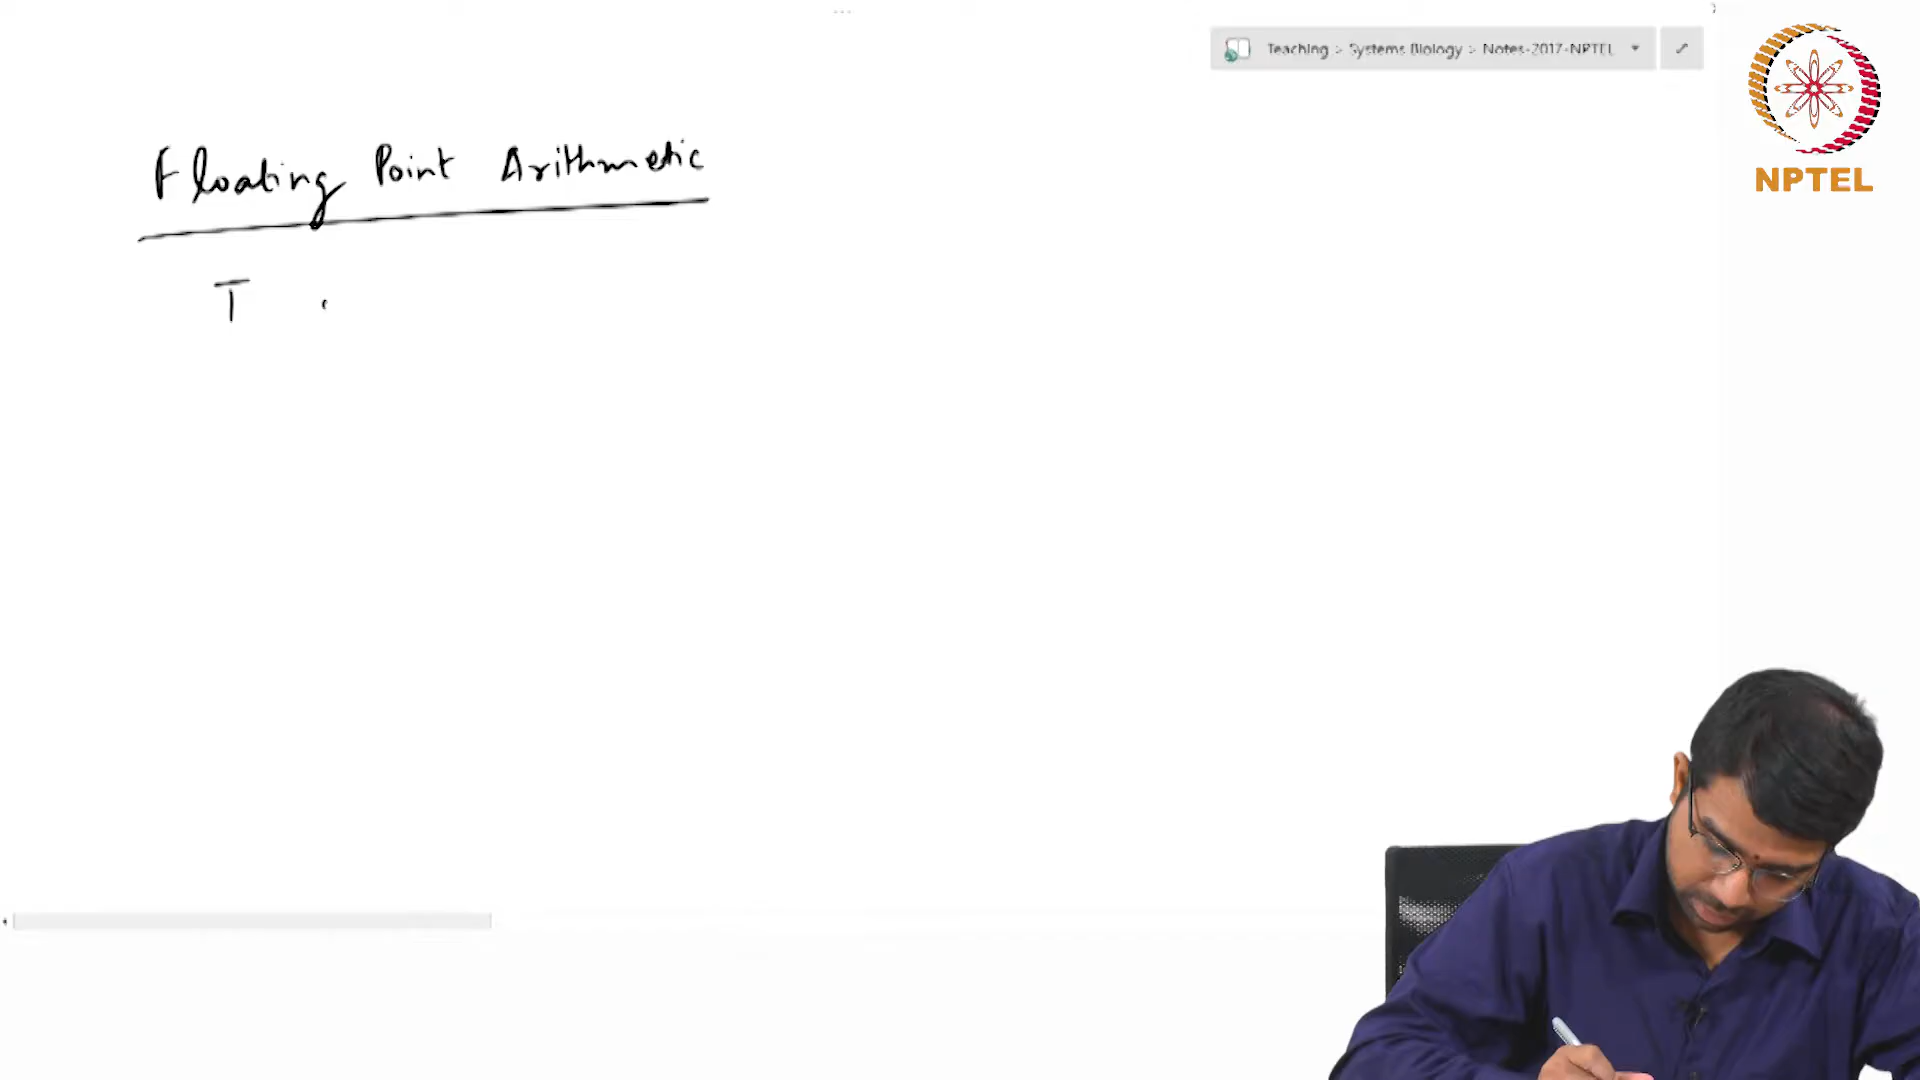 Teaching > Systems Biology > Notes-2017-NPTEL
NPTEL
Floating Point Arithmetic
T